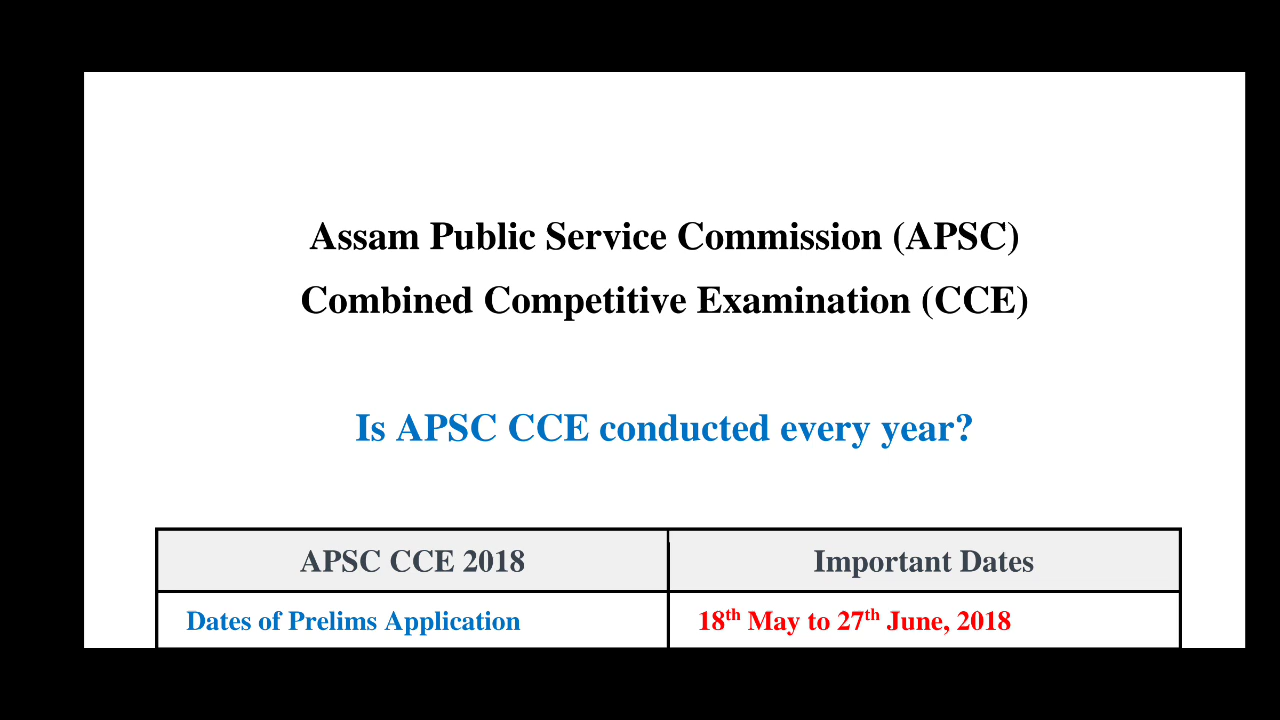 Assam Public Service Commission (APSC)
Combined Competitive Examination (CCE)
Is APSC CCE conducted every year?
APSC CCE 2018 Important Dates
Dates of Prelims Application 18th May to 27th June, 2018